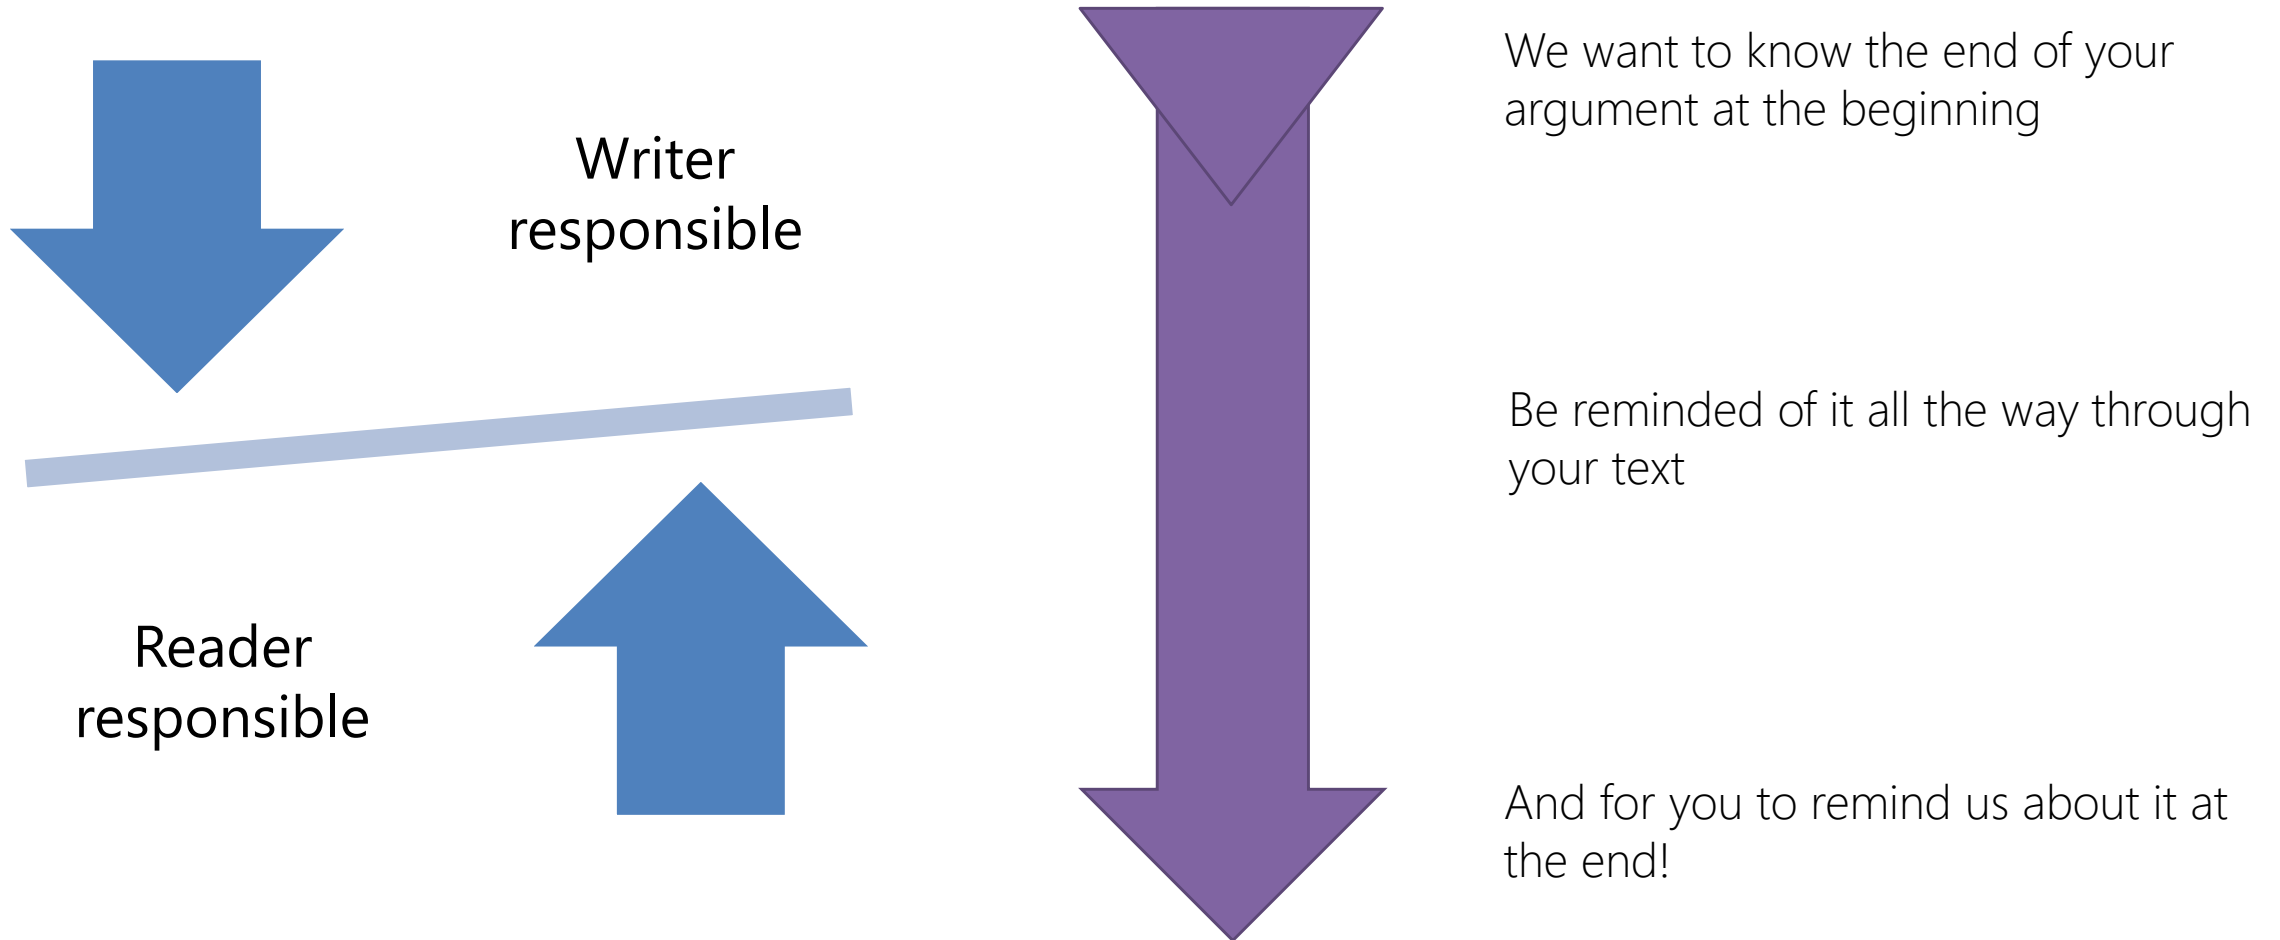 Writer
responsible
Reader
responsible
We want to know the end of your
argument at the beginning
Be reminded of it all the way through
your text
And for you to remind us about it at
the end!